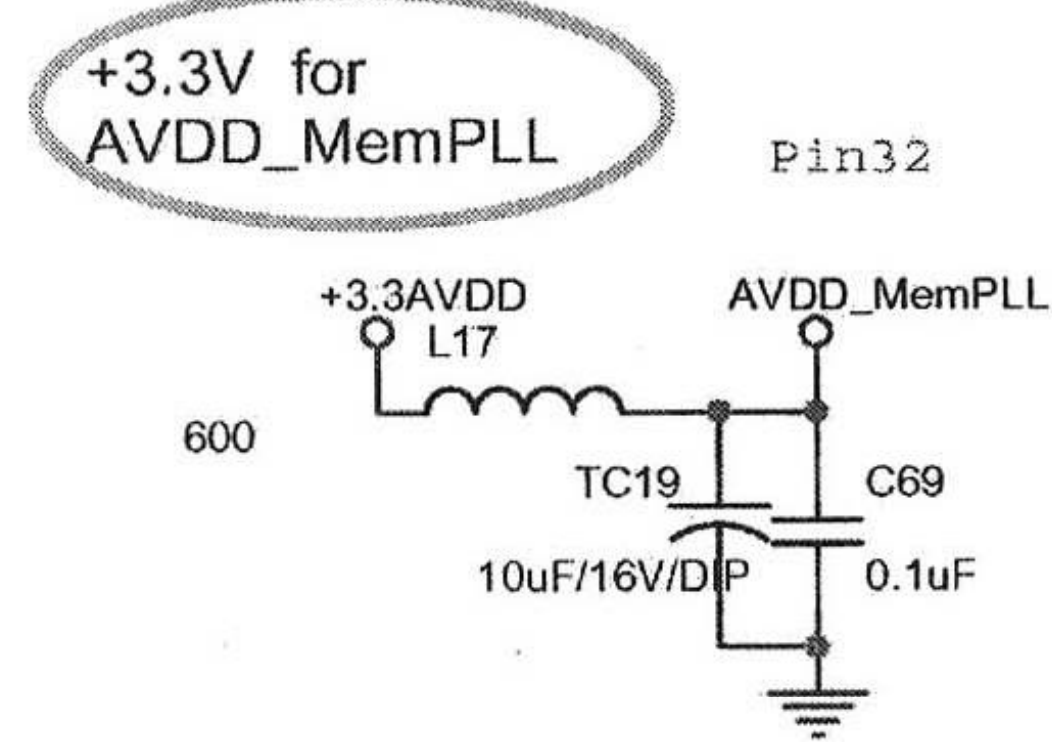 +3.3V for
AVDD_MemPLL
Pin32
+3.3AVDD
AVDD_MemPLL
L17
600
TC19
C69
10uF/16V/DIP
0.1uF